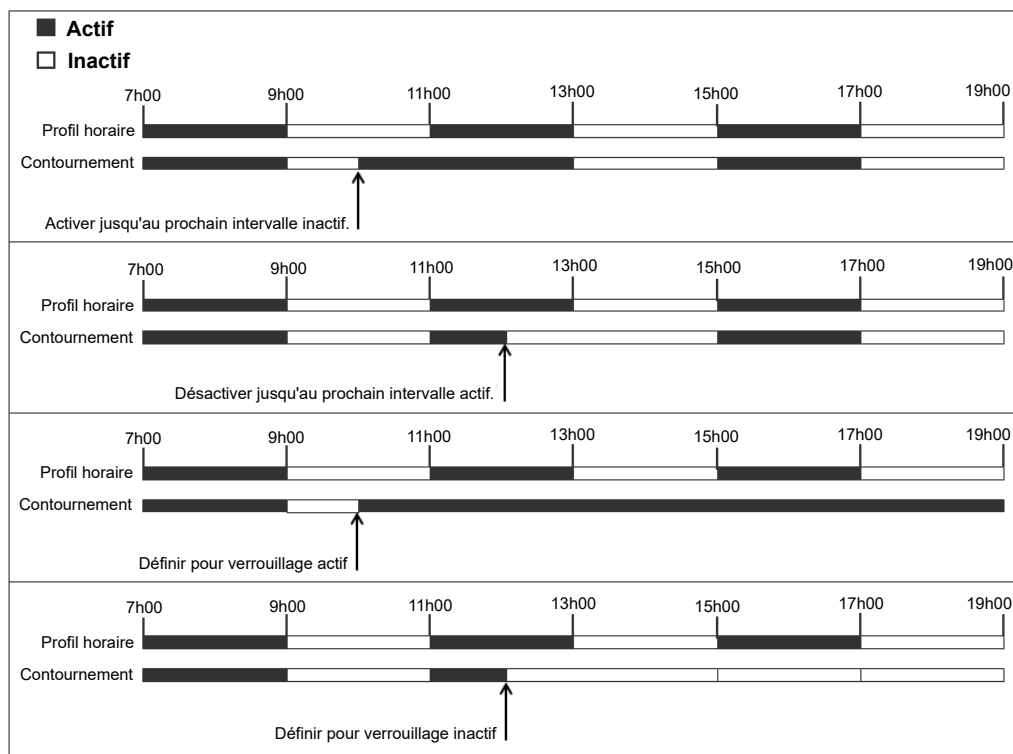 Actif
Inactif
7h00 9h00 11h00 13h00 15h00 17h00 19h00
Profil horaire
Contournement
Activer jusqu'au prochain intervalle inactif.
7h00 9h00 11h00 13h00 15h00 17h00 19h00
Profil horaire
Contournement
Désactiver jusqu'au prochain intervalle actif.
7h00 9h00 11h00 13h00 15h00 17h00 19h00
Profil horaire
Contournement
Définir pour verrouillage actif
7h00 9h00 11h00 13h00 15h00 17h00 19h00
Profil horaire
Contournement
Définir pour verrouillage inactif